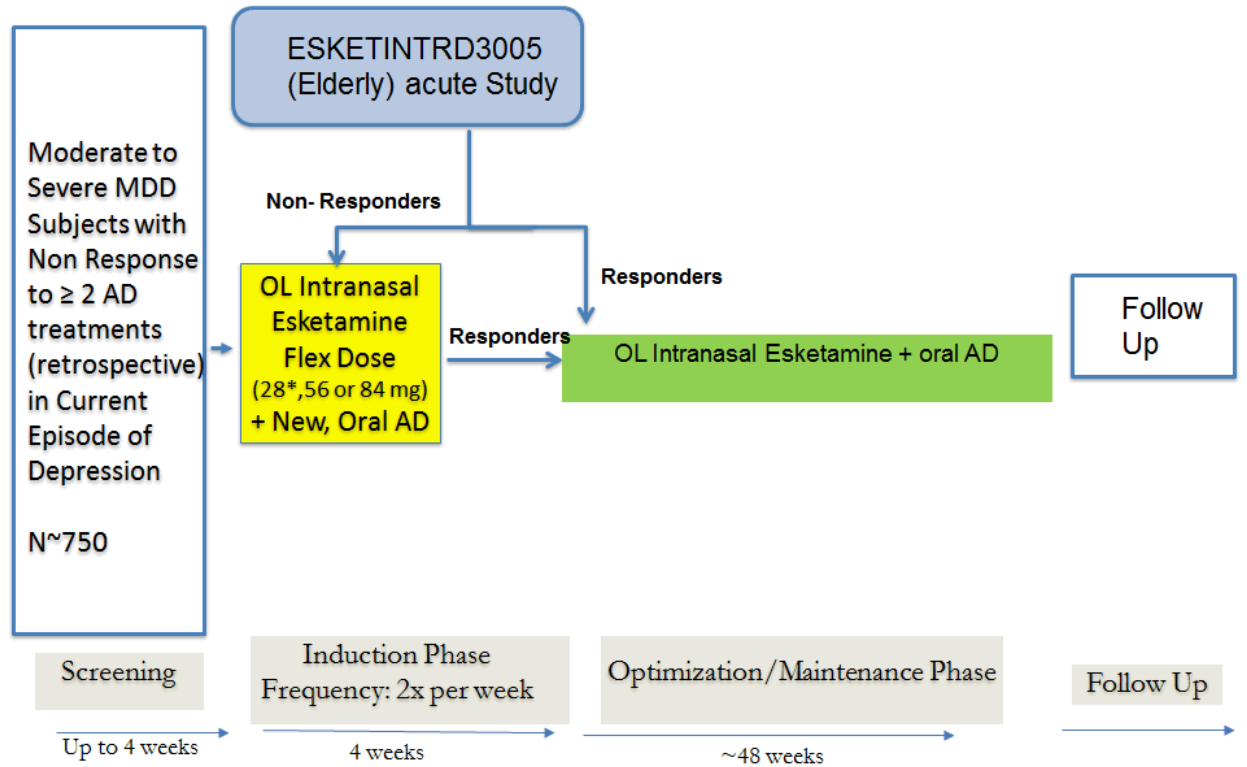 ESKETINTRD3005
(Elderly) acute Study
Moderate to
Severe MDD
Subjects with
Non Response
to ≥ 2 AD
treatments
(retrospective)
in Current
Episode of
Depression
N~750
Non- Responders
Responders
OL Intranasal
Esketamine
Flex Dose
(28*,56 or 84 mg)
+ New, Oral AD
Responders
OL Intranasal Esketamine + oral AD
Follow
Up
Screening
Induction Phase
Frequency: 2x per week
Optimization/Maintenance Phase
Follow Up
Up to 4 weeks
4 weeks
~48 weeks